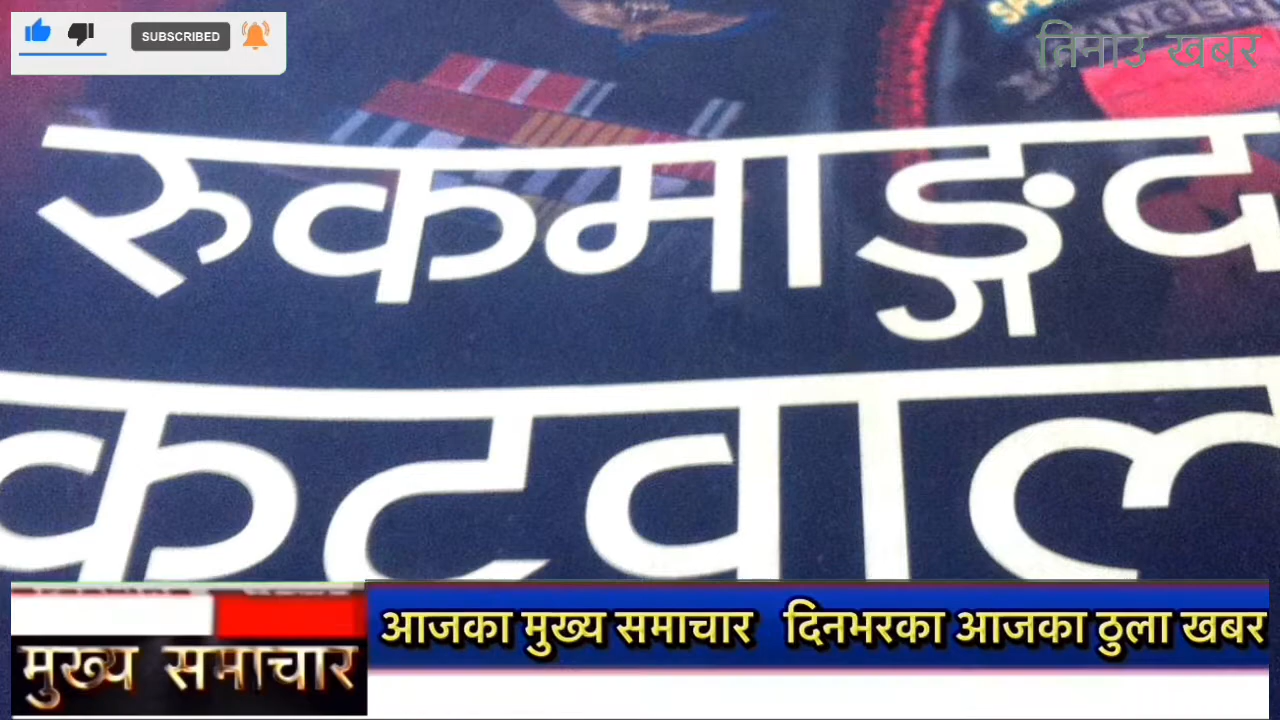 SUBSCRIBED
तिनाउ खबर
रुकमाङ्गद
कटवाल
मुख्य समाचार
आजका मुख्य समाचार दिनभरका आजका ठुला खबर